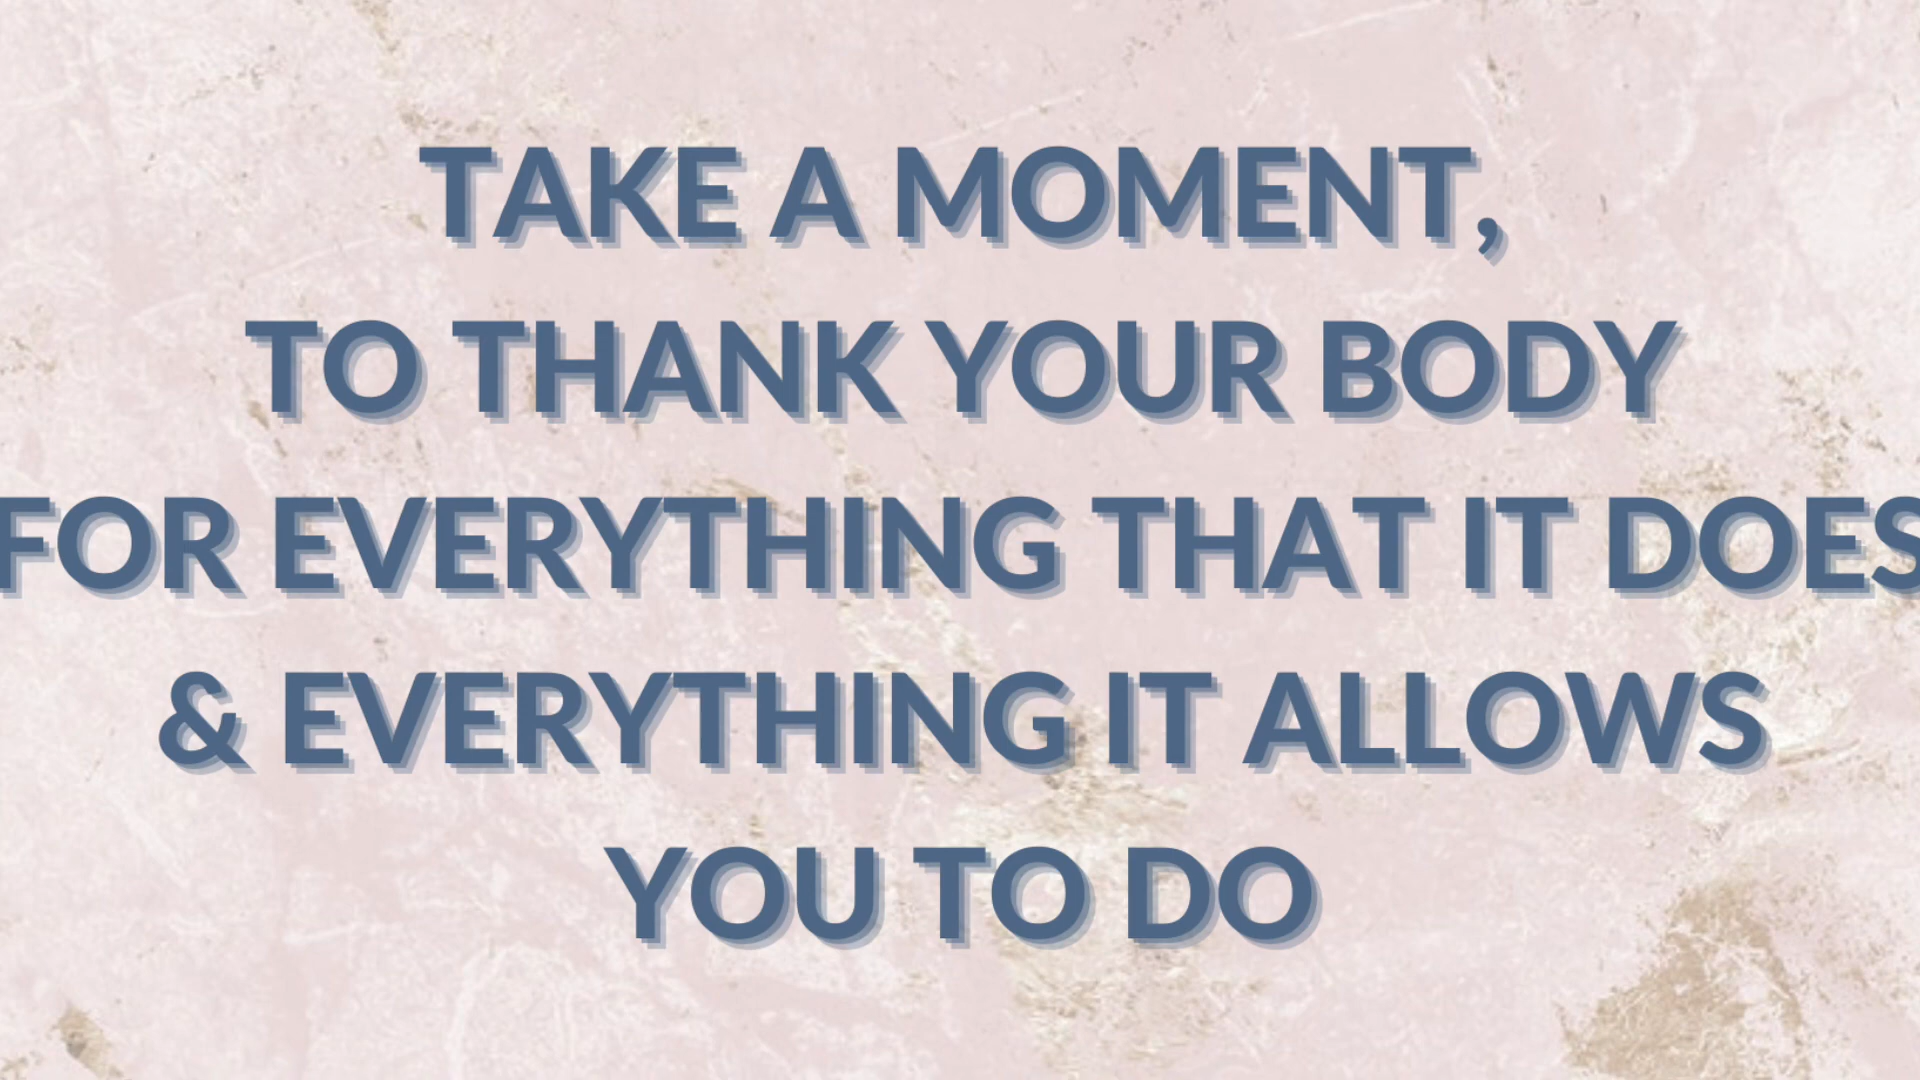 TAKE A MOMENT,
TO THANK YOUR BODY
FOR EVERYTHING THAT IT DOES
& EVERYTHING IT ALLOWS
YOU TO DO